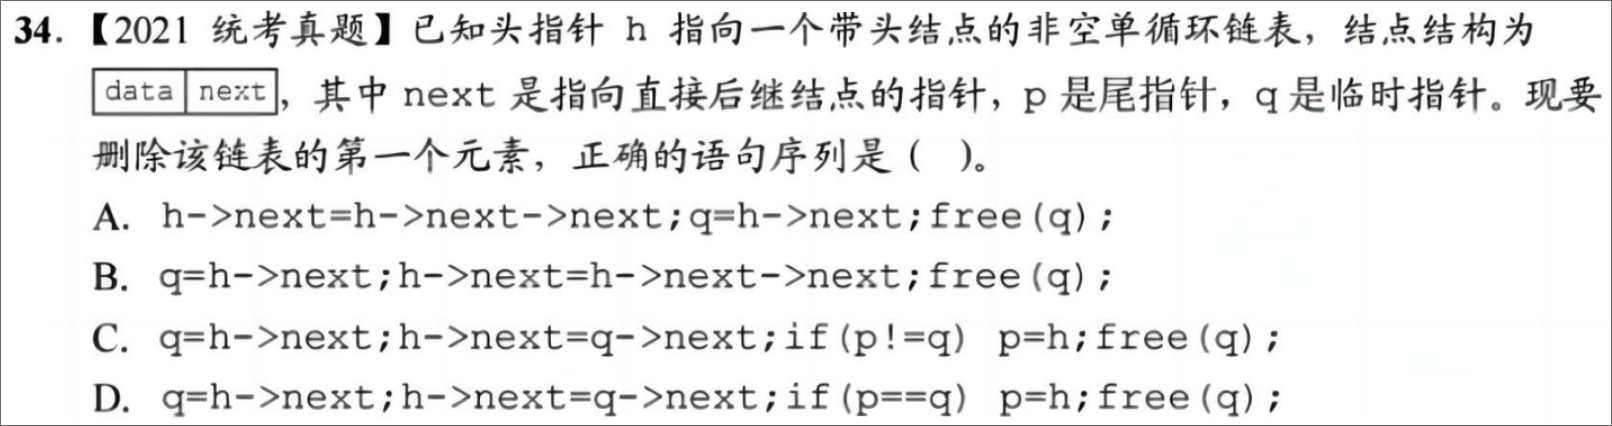 34. 【2021 统考真题】已知头指针 h 指向一个带头结点的非空单循环链表，结点结构为
data next，其中 next 是指向直接后继结点的指针，p 是尾指针，q 是临时指针。现要
删除该链表的第一个元素，正确的语句序列是（ ）。
A. h->next=h->next->next;q=h->next;free(q);
B. q=h->next;h->next=h->next->next;free(q);
C. q=h->next;h->next=q->next;if(p!=q) p=h;free(q);
D. q=h->next;h->next=q->next;if(p==q) p=h;free(q);